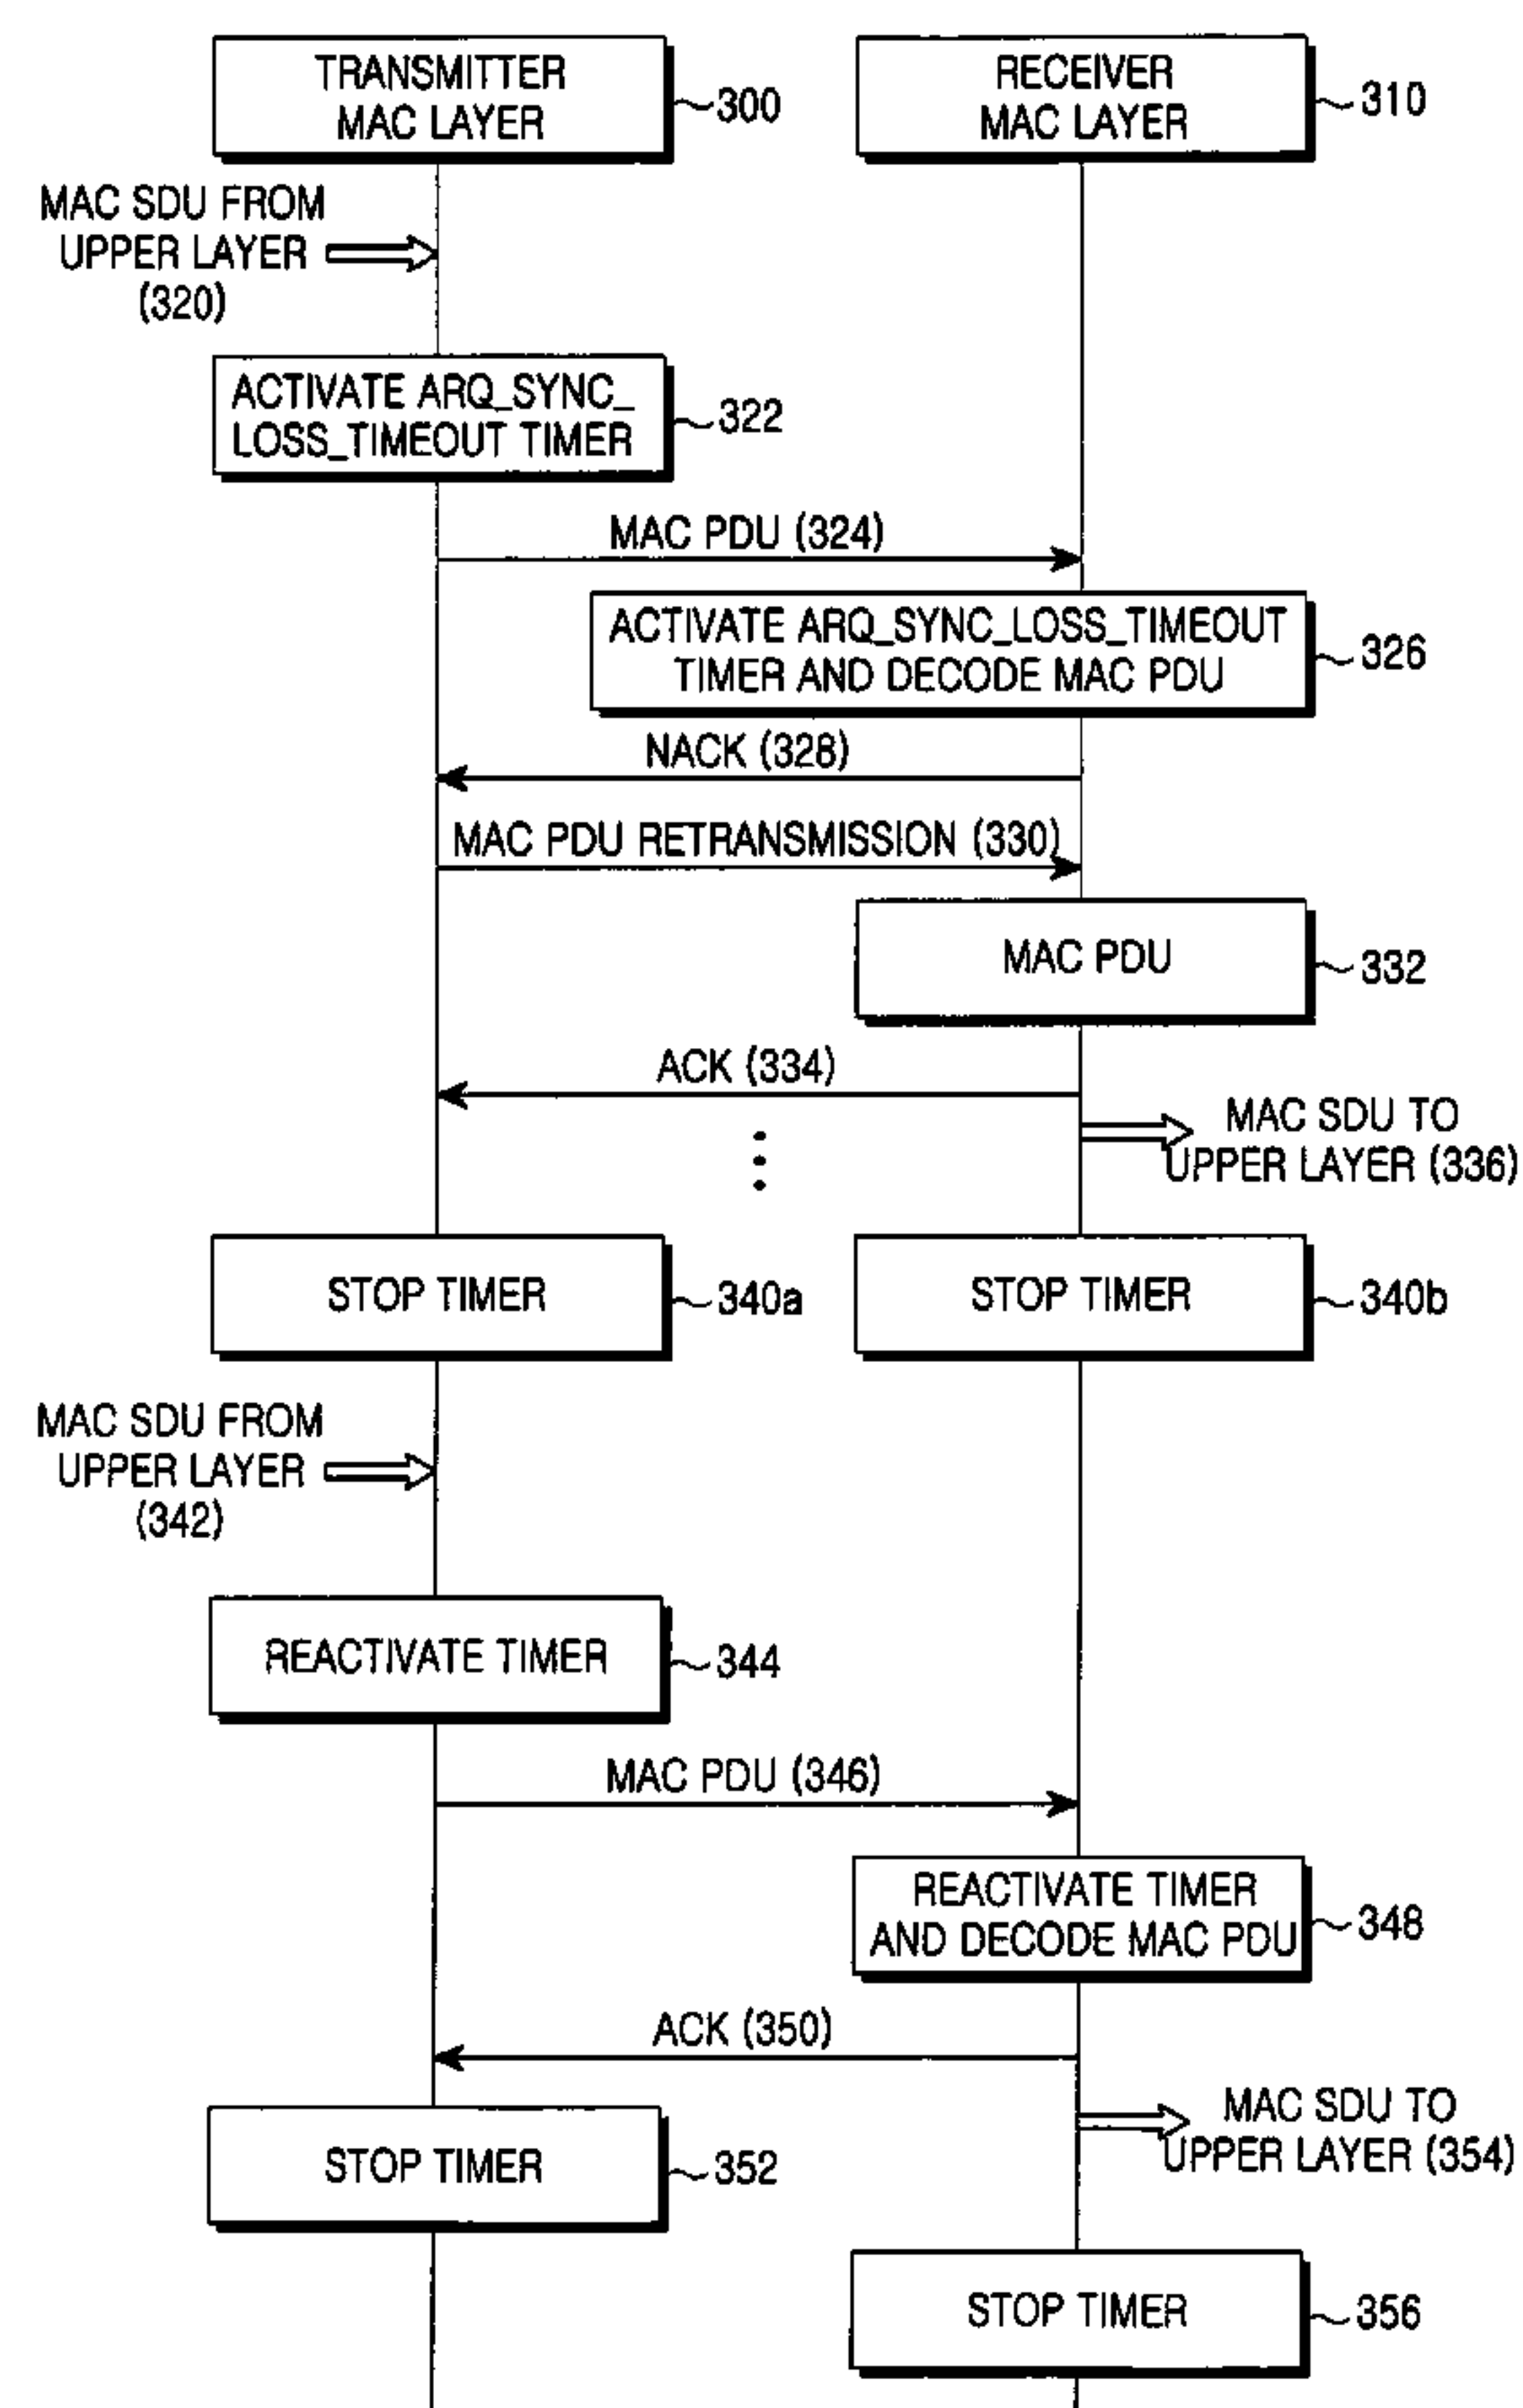 TRANSMITTER
MAC LAYER
300
RECEIVER
MAC LAYER
310
MAC SDU FROM
UPPER LAYER
(320)
ACTIVATE ARQ_SYNC_
LOSS_TIMEOUT TIMER
322
MAC PDU (324)
ACTIVATE ARQ_SYNC_LOSS_TIMEOUT
TIMER AND DECODE MAC PDU
326
NACK (328)
MAC PDU RETRANSMISSION (330)
MAC PDU
332
ACK (334)
MAC SDU TO
UPPER LAYER (336)
STOP TIMER
340a
STOP TIMER
340b
MAC SDU FROM
UPPER LAYER
(342)
REACTIVATE TIMER
344
MAC PDU (346)
REACTIVATE TIMER
AND DECODE MAC PDU
348
ACK (350)
MAC SDU TO
UPPER LAYER (354)
STOP TIMER
352
STOP TIMER
356